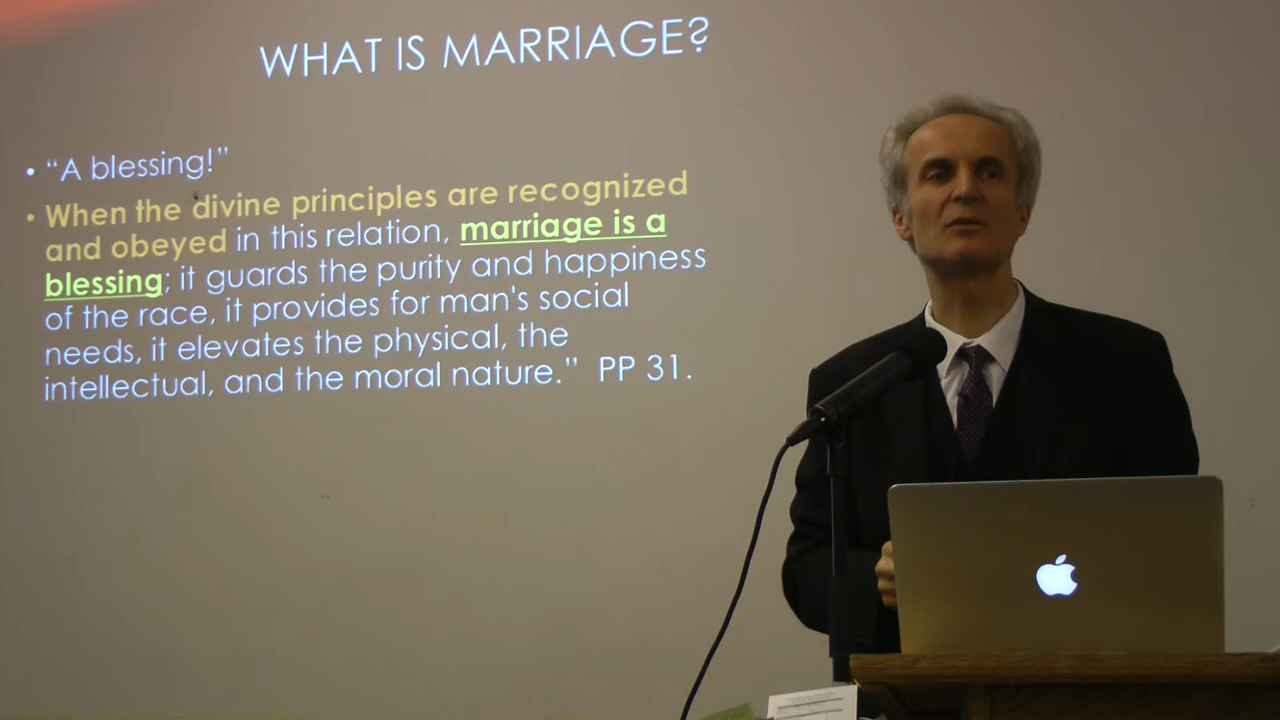 WHAT IS MARRIAGE?
• “A blessing!”
• When the divine principles are recognized
and obeyed in this relation, marriage is a
blessing; it guards the purity and happiness
of the race, it provides for man's social
needs, it elevates the physical, the
intellectual, and the moral nature.” PP 31.